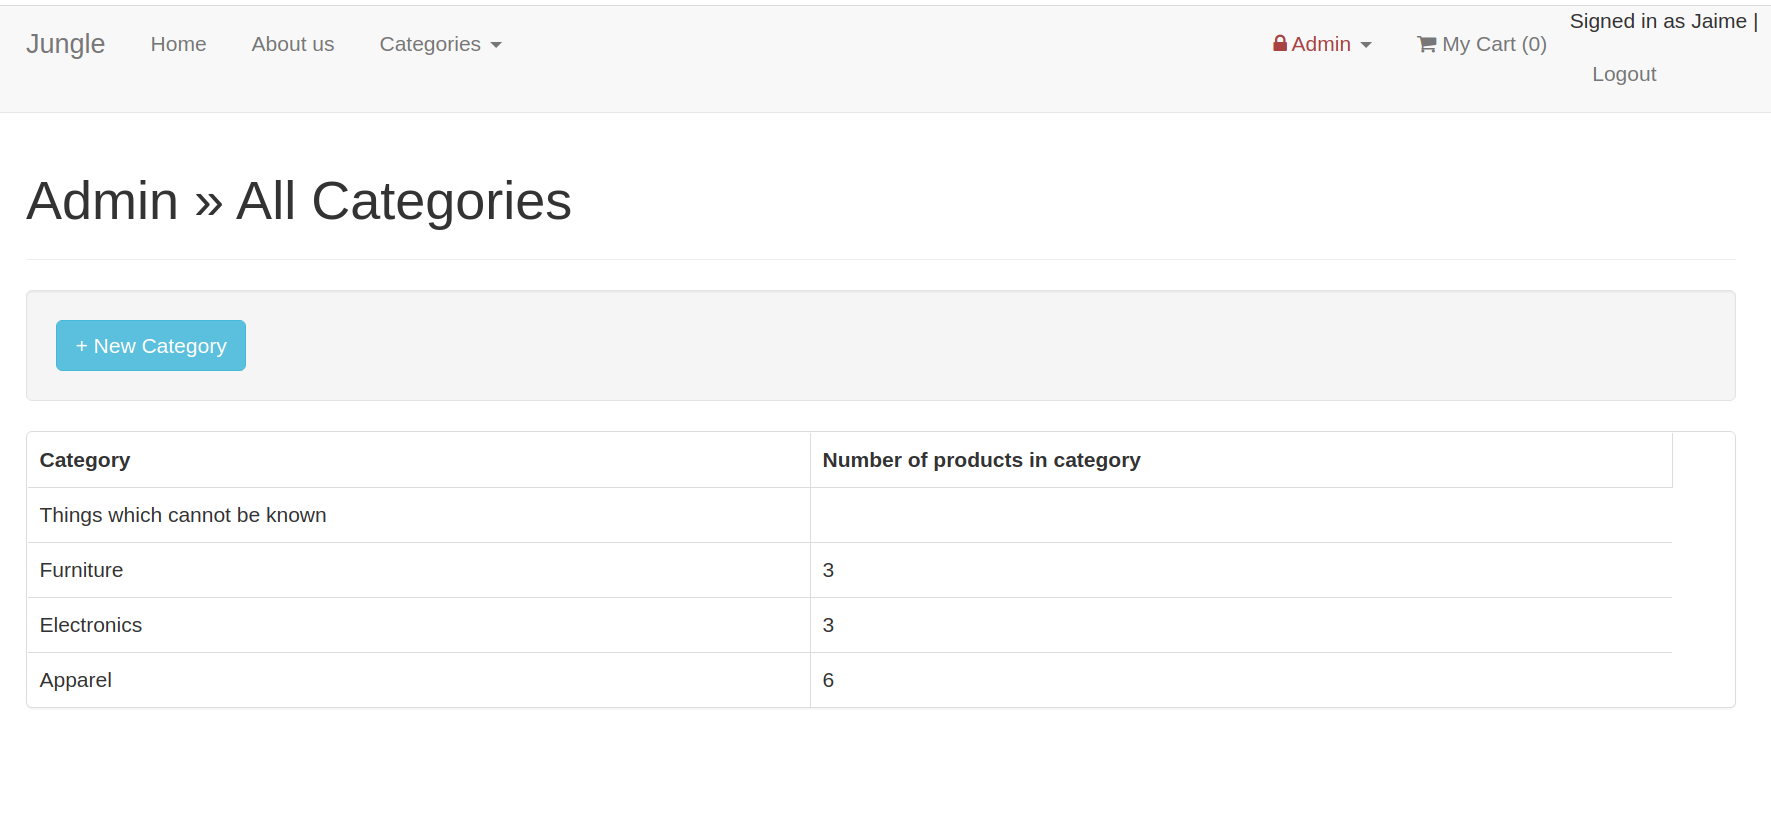 Signed in as Jaime |
Jungle Home About us Categories Admin My Cart (0)
Logout
Admin » All Categories
+ New Category
Category Number of products in category
Things which cannot be known
Furniture 3
Electronics 3
Apparel 6